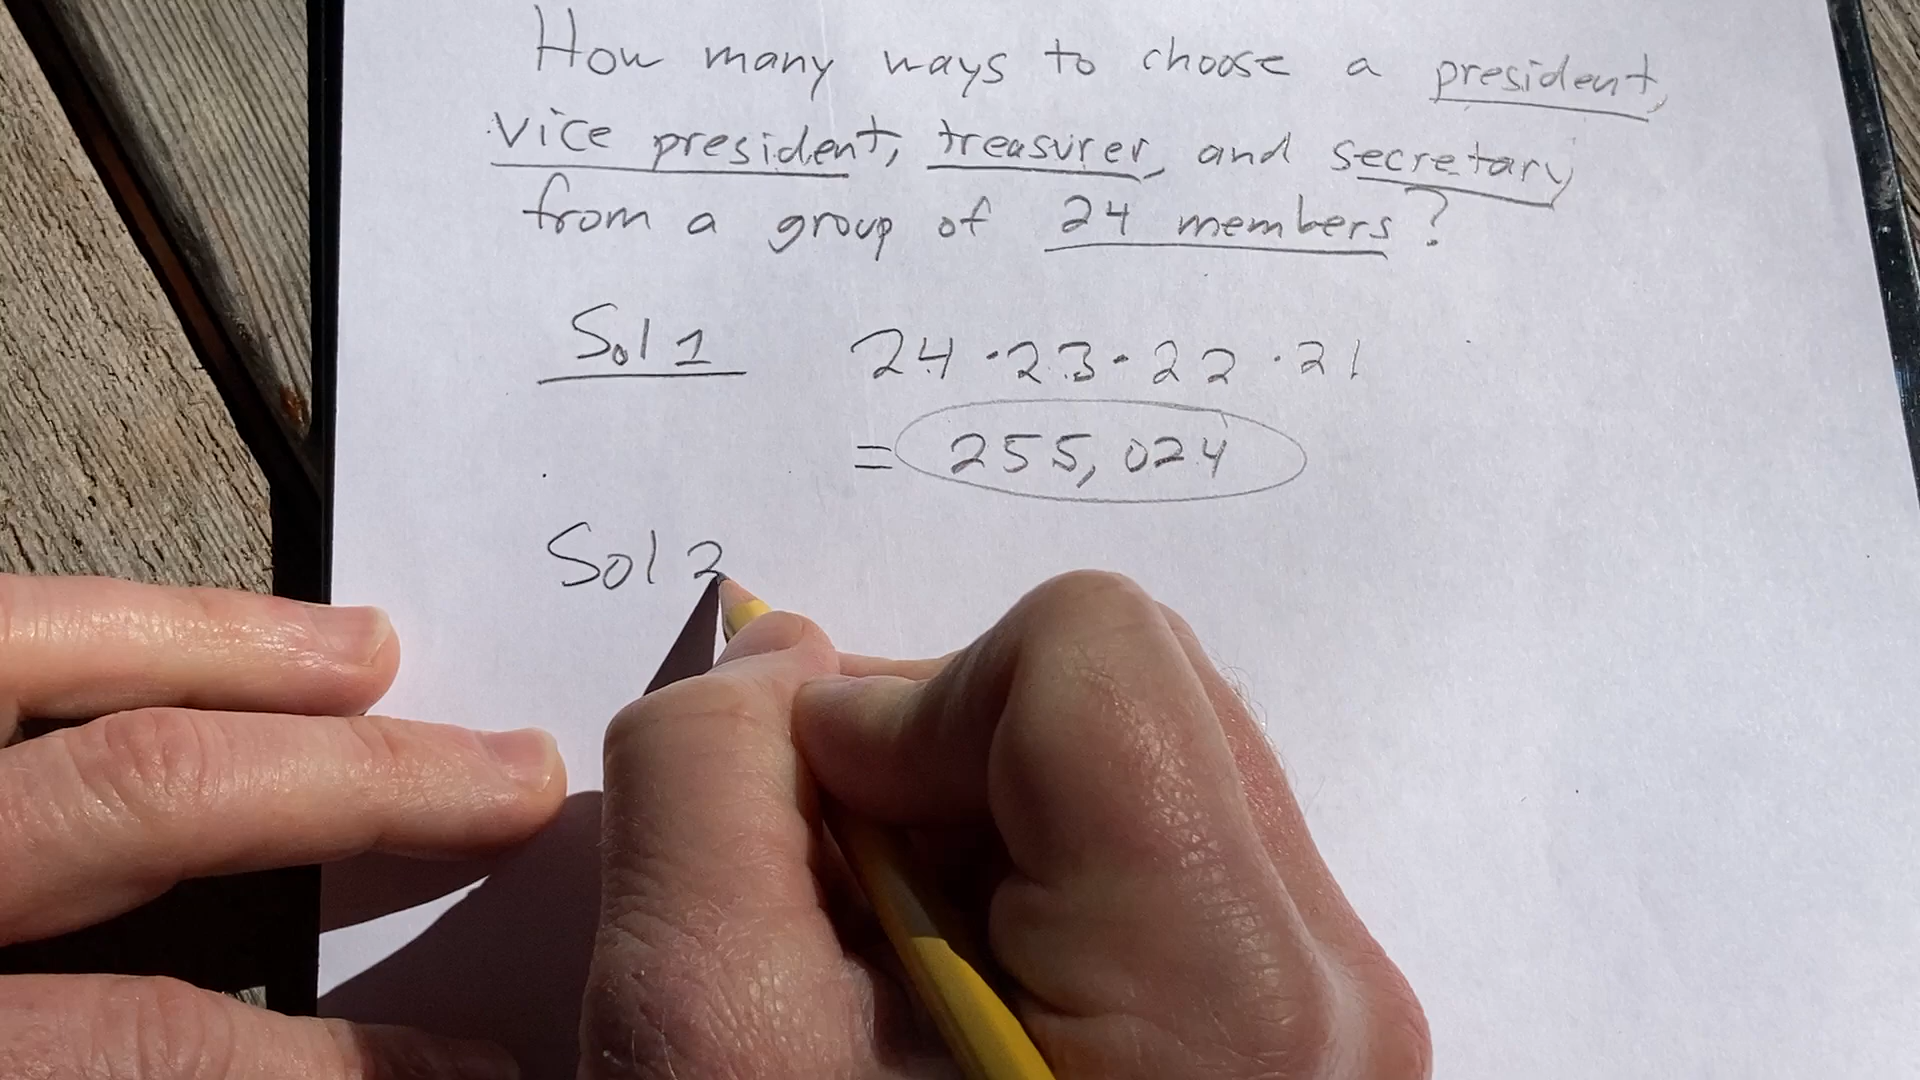 How many ways to choose a president,
vice president, treasurer, and secretary
from a group of 24 members?
Sol 1 24·23·22·21
= 255,024
Sol 2